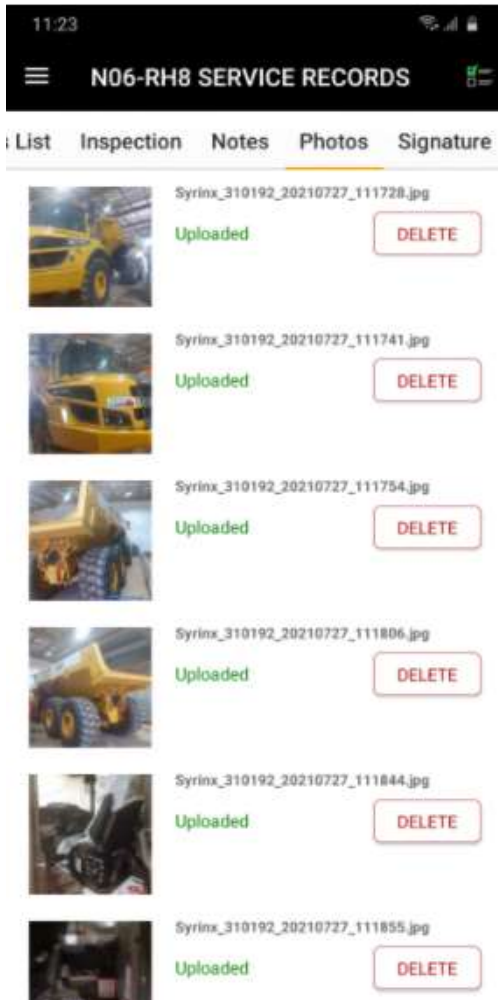 11:23
N06-RH8 SERVICE RECORDS
List Inspection Notes Photos Signature
Syrinx_310192_20210727_111728.jpg
Uploaded DELETE
Syrinx_310192_20210727_111741.jpg
Uploaded DELETE
Syrinx_310192_20210727_111754.jpg
Uploaded DELETE
Syrinx_310192_20210727_111806.jpg
Uploaded DELETE
Syrinx_310192_20210727_111844.jpg
Uploaded DELETE
Syrinx_310192_20210727_111855.jpg
Uploaded DELETE